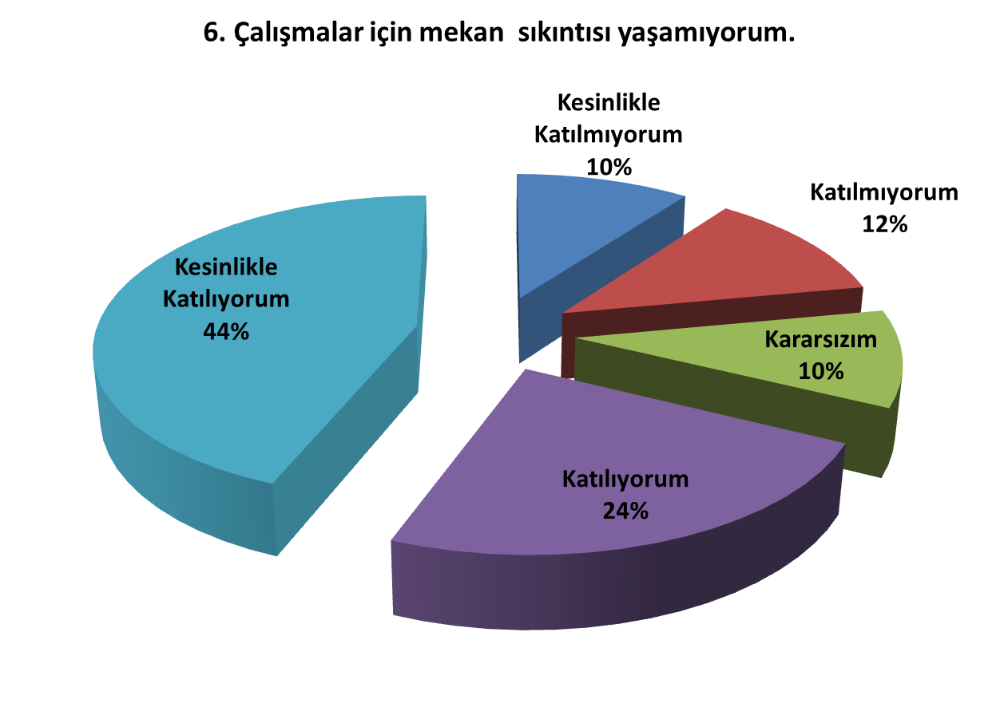 6. Çalışmalar için mekan  sıkıntısı yaşamıyorum.
Kesinlikle
Katılmıyorum
10%
Katılmıyorum
12%
Kararsızım
10%
Katılıyorum
24%
Kesinlikle
Katılıyorum
44%